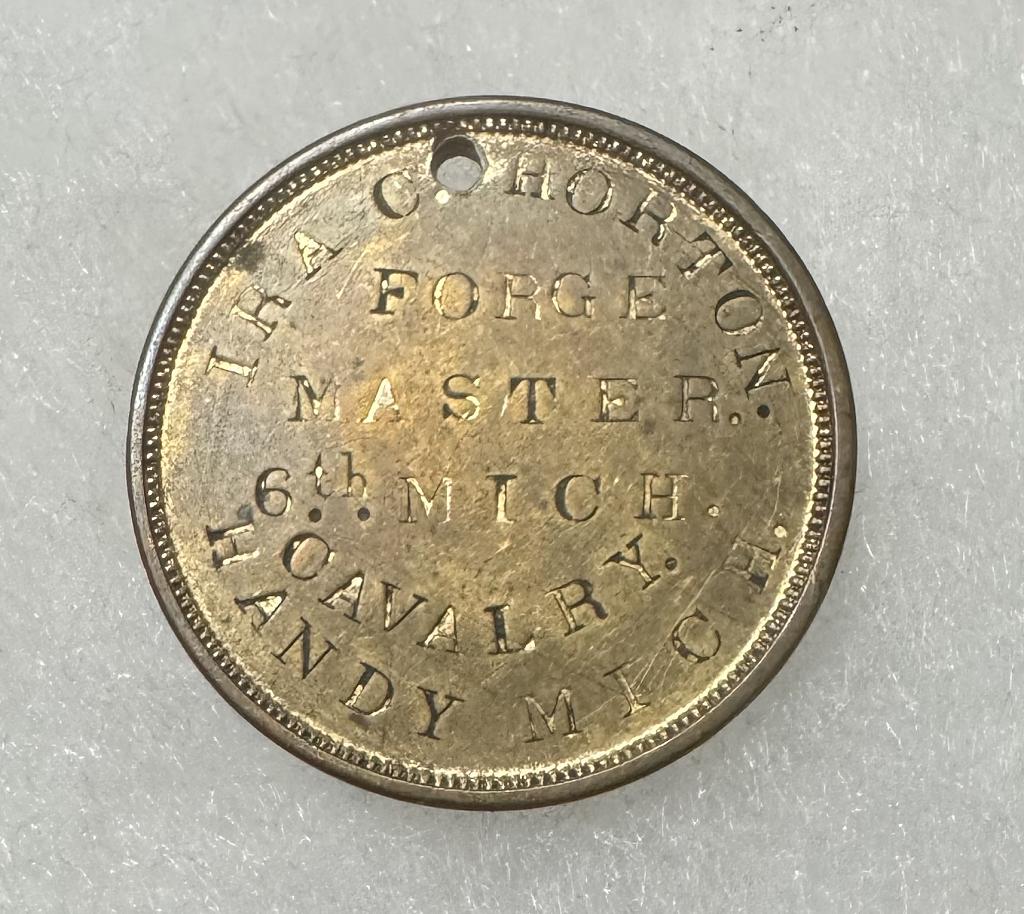 IRA C. HORTON.
FORGE
MASTER.
6th. MICH.
CAVALRY.
HANDY MICH.